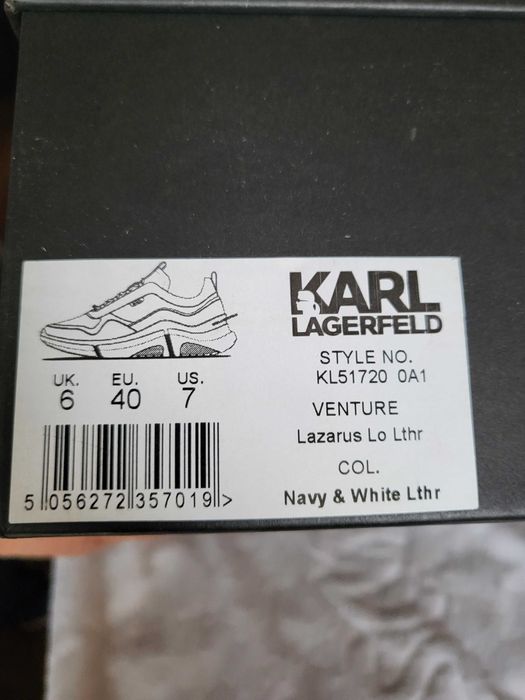 KARL
LAGERFELD
STYLE NO.
KL51720 0A1
VENTURE
Lazarus Lo Lthr
COL.
Navy & White Lthr
UK. EU. US.
6 40 7
5 056272 357019 >